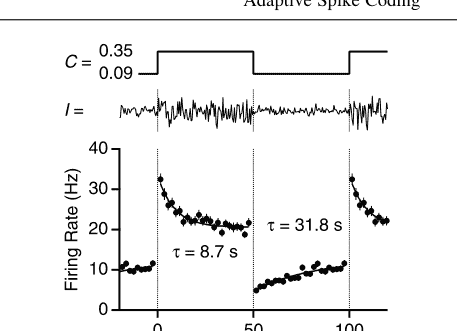 Adaptive Spike Coding
C = 0.35
0.09
I =
40
30
20
10
0
Firing Rate (Hz)
τ = 8.7 s
τ = 31.8 s
0 50 100